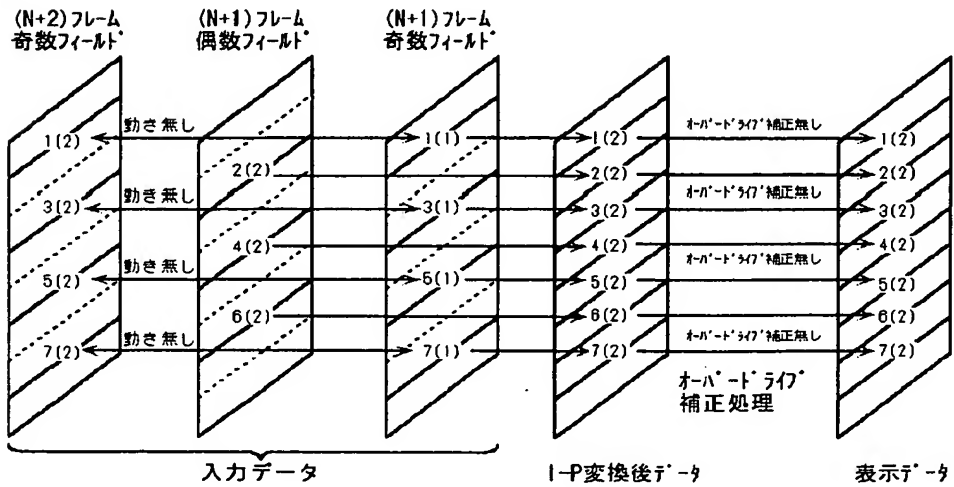 (N+2)フレーム
奇数フィールド
(N+1)フレーム
偶数フィールド
(N+1)フレーム
奇数フィールド
1(2)
動き無し
1(1)
1(2)
オーバードライブ補正無し
1(2)
2(2)
2(2)
2(2)
3(2)
動き無し
3(1)
3(2)
オーバードライブ補正無し
3(2)
4(2)
4(2)
4(2)
5(2)
動き無し
5(1)
5(2)
オーバードライブ補正無し
5(2)
6(2)
6(2)
6(2)
7(2)
動き無し
7(1)
7(2)
オーバードライブ補正無し
7(2)
オーバードライブ
補正処理
入力データ
I-P変換後データ
表示データ